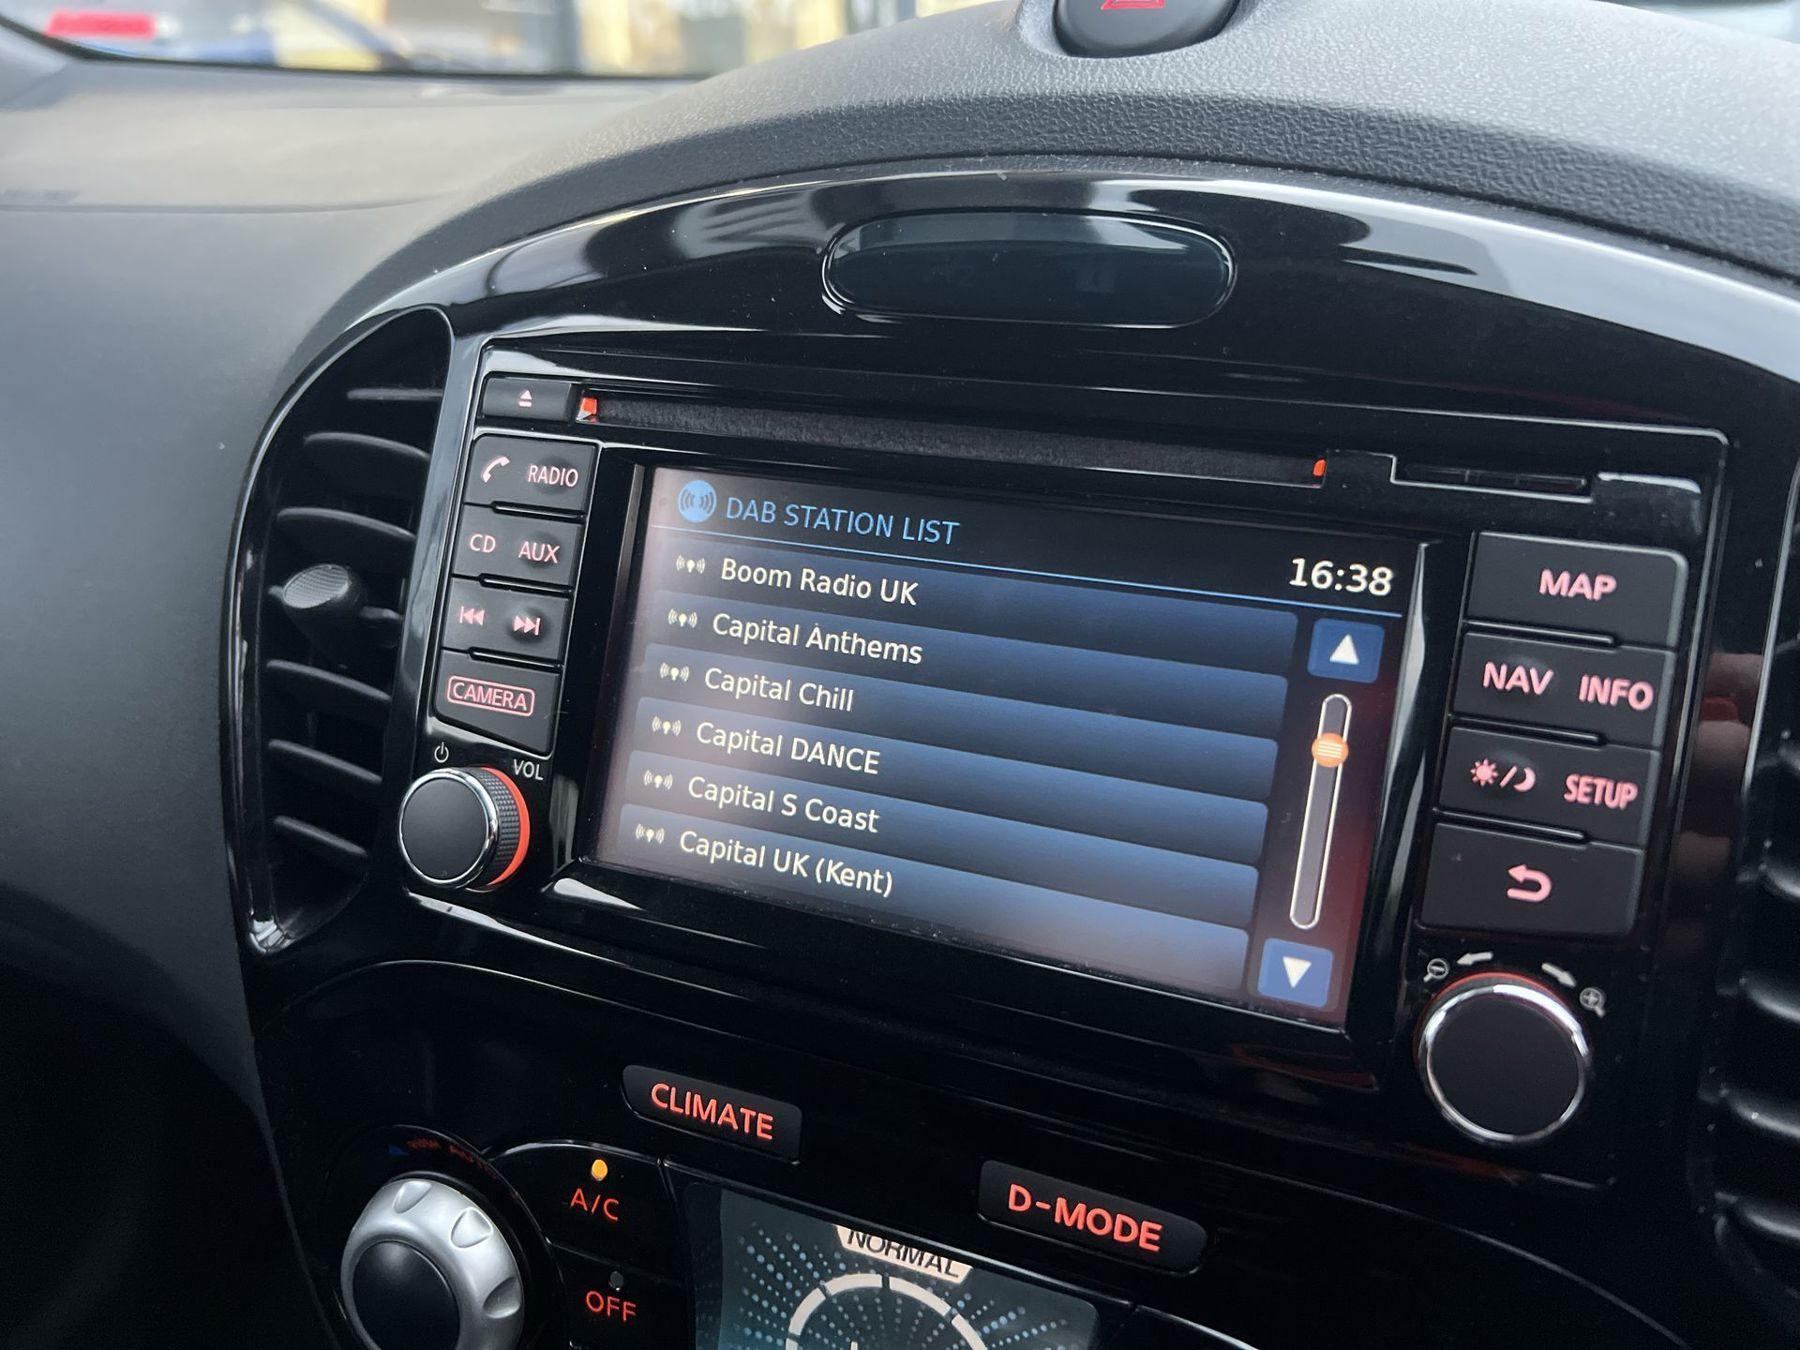 RADIO
CD AUX
CAMERA
VOL
DAB STATION LIST
16:38
Boom Radio UK
Capital Anthems
Capital Chill
Capital DANCE
Capital S Coast
Capital UK (Kent)
MAP
NAV INFO
SETUP
CLIMATE
D-MODE
A/C
OFF
NORMAL